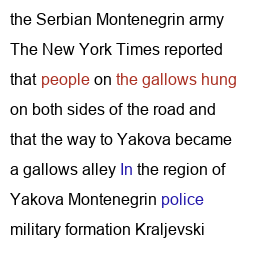 the Serbian Montenegrin army
The New York Times reported
that people on the gallows hung
on both sides of the road and
that the way to Yakova became
a gallows alley In the region of
Yakova Montenegrin police
military formation Kraljevski